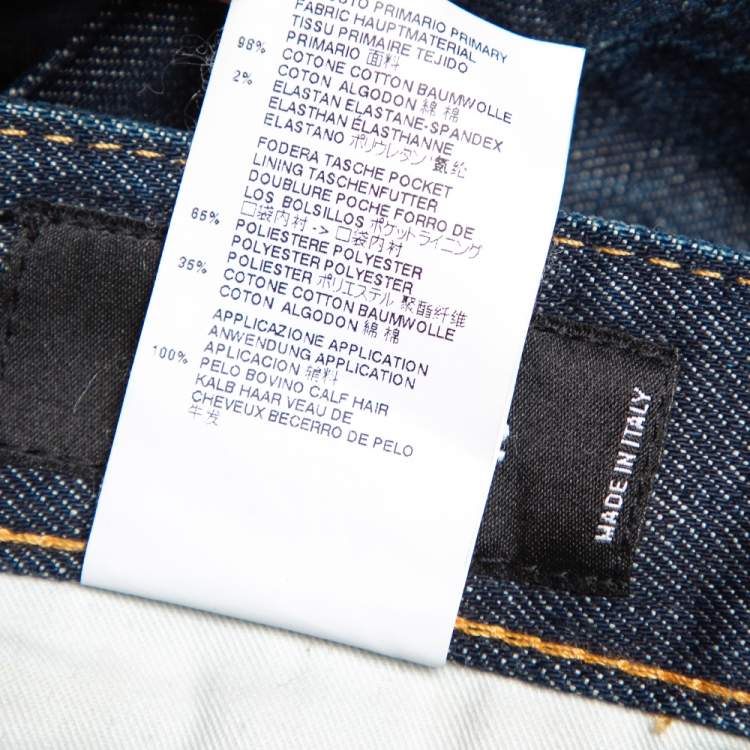 PRIMARIO PRIMARY
FABRIC HAUPTMATERIAL
TISSU PRIMAIRE TEJIDO
PRIMARIO 面料
98% COTONE COTTON BAUMWOLLE
COTON ALGODON 綿 棉
2% ELASTAN ELASTANE-SPANDEX
ELASTHAN ÉLASTHANNE
ELASTANO ポリウレタン 氨纶
FODERA TASCHE POCKET
LINING TASCHENFUTTER
DOUBLURE POCHE FORRO DE
LOS BOLSILLOS ポケットライニング
口袋内衬 -> 口袋内衬
65% POLIESTERE POLYESTER
POLYESTER POLYESTER
POLIESTER ポリエステル 聚酯纤维
35% COTONE COTTON BAUMWOLLE
COTON ALGODON 綿 棉
APPLICAZIONE APPLICATION
ANWENDUNG APPLICATION
APLICACION 辅料
100% PELO BOVINO CALF HAIR
KALB HAAR VEAU DE
CHEVEUX BECERRO DE PELO
牛发
MADE IN ITALY